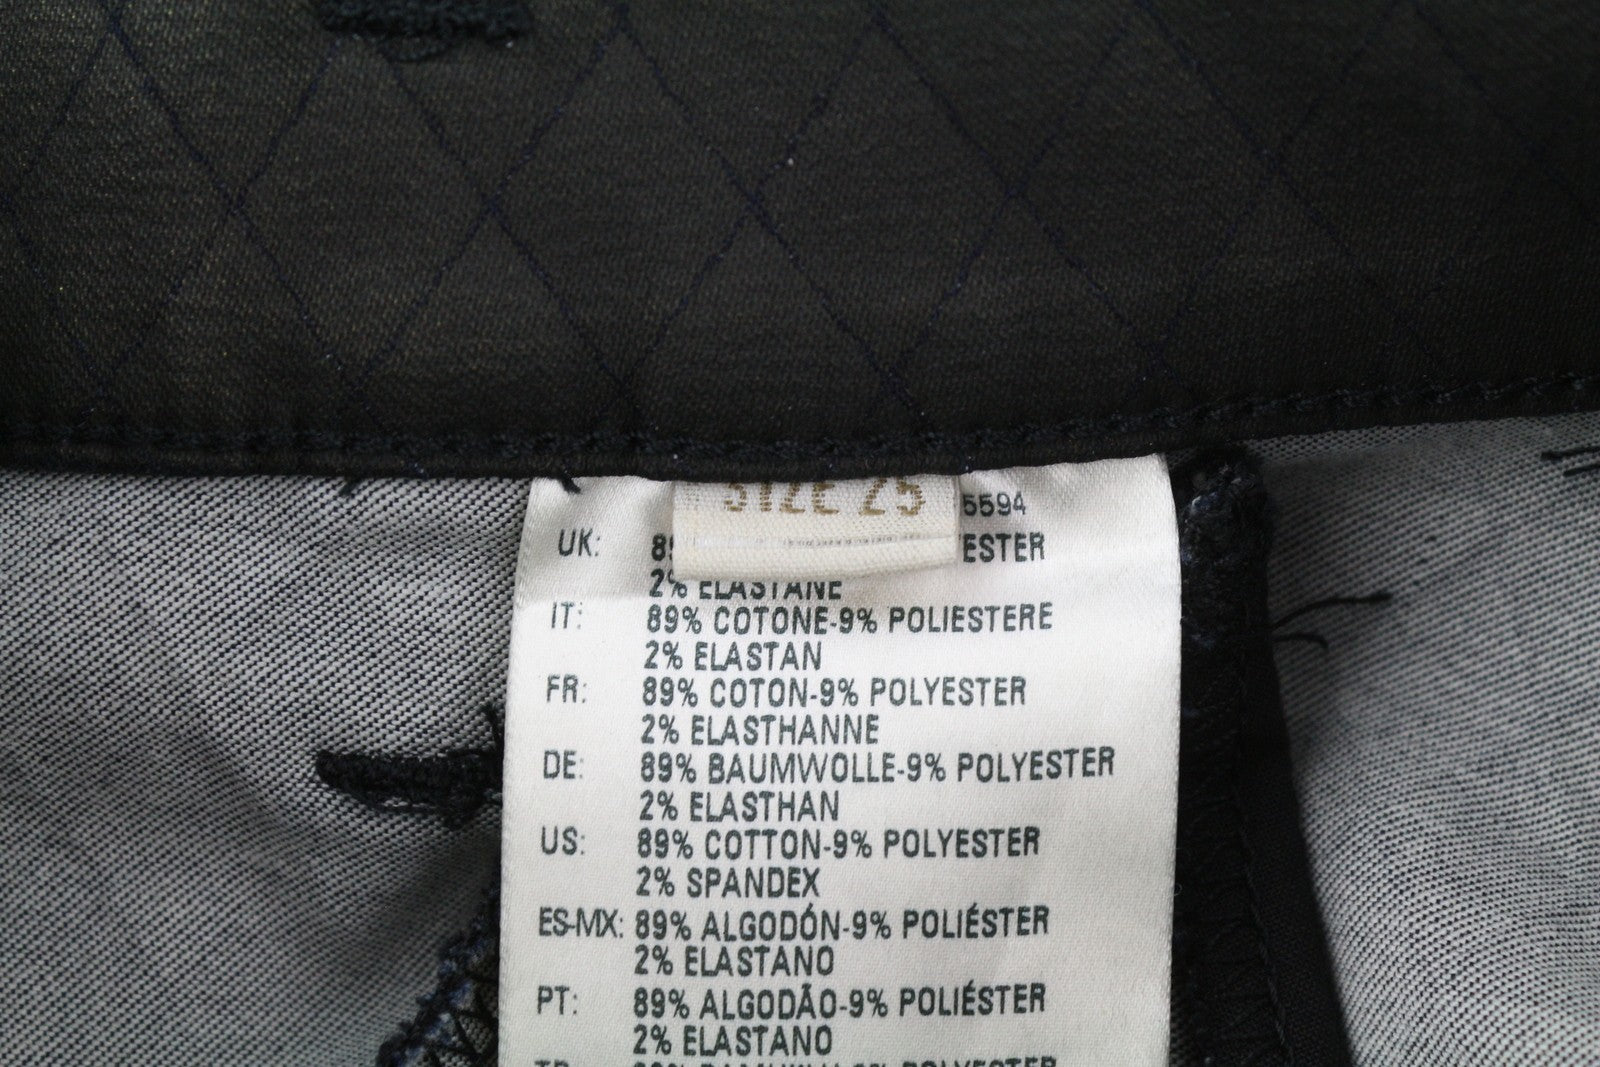 SIZE 25
5594
UK: 89 ESTER
2% ELASTANE
IT: 89% COTONE-9% POLIESTERE
2% ELASTAN
FR: 89% COTON-9% POLYESTER
2% ELASTHANNE
DE: 89% BAUMWOLLE-9% POLYESTER
2% ELASTHAN
US: 89% COTTON-9% POLYESTER
2% SPANDEX
ES-MX: 89% ALGODÓN-9% POLIÉSTER
2% ELASTANO
PT: 89% ALGODÃO-9% POLIÉSTER
2% ELASTANO